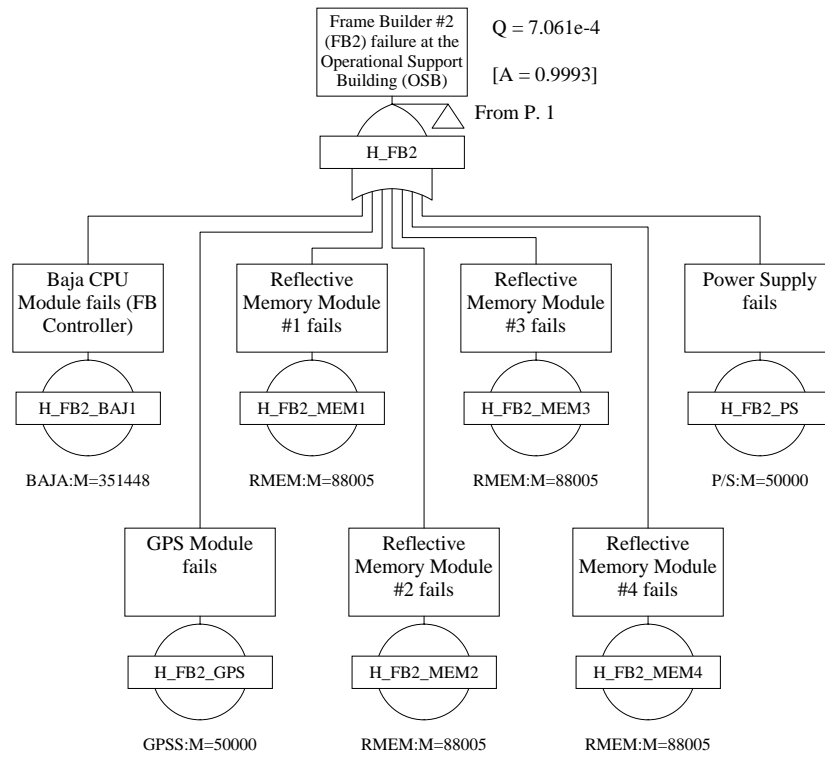 Frame Builder #2
(FB2) failure at the
Operational Support
Building (OSB)
Q = 7.061e-4
[A = 0.9993]
From P. 1
H_FB2
Baja CPU
Module fails (FB
Controller)
H_FB2_BAJ1
BAJA:M=351448
Reflective
Memory Module
#1 fails
H_FB2_MEM1
RMEM:M=88005
Reflective
Memory Module
#3 fails
H_FB2_MEM3
RMEM:M=88005
Power Supply
fails
H_FB2_PS
P/S:M=50000
GPS Module
fails
H_FB2_GPS
GPSS:M=50000
Reflective
Memory Module
#2 fails
H_FB2_MEM2
RMEM:M=88005
Reflective
Memory Module
#4 fails
H_FB2_MEM4
RMEM:M=88005